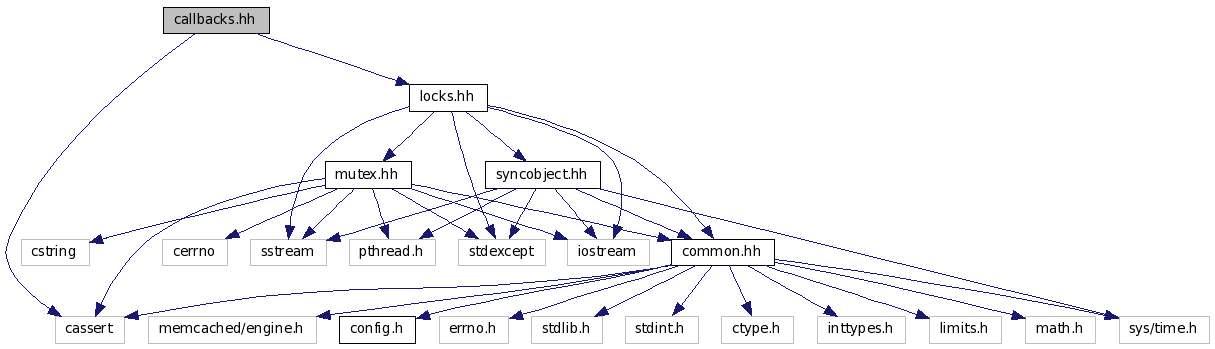 callbacks.hh
locks.hh
mutex.hh
syncobject.hh
cstring
cerrno
sstream
pthread.h
stdexcept
iostream
common.hh
cassert
memcached/engine.h
config.h
errno.h
stdlib.h
stdint.h
ctype.h
inttypes.h
limits.h
math.h
sys/time.h